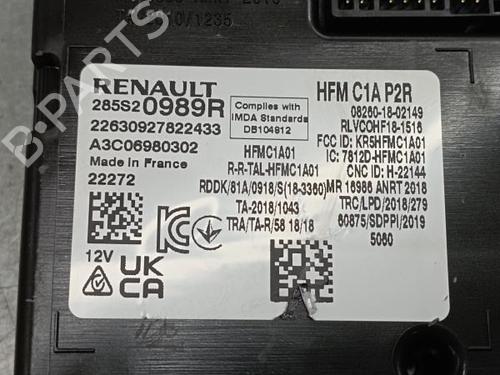 10/1235
RENAULT
285S20989R
22630927822433
A3C06980302
Made in France
22272
12V
UK
CA
Complies with
IMDA Standards
DB104812
HFMC1A01
R-R-TAL-HFMC1A01
RDDK/81A/0918/S(18-3360)
TA-2018/1043
TRA/TA-R/58 18/18
HFM C1A P2R
08260-18-02149
RLVCOHF18-1516
FCC ID: KR5HFMC1A01
IC: 7812D-HFMC1A01
CNC ID: H-22144
MR 16986 ANRT 2018
TRC/LPD/2018/279
60875/SDPPI/2019
5060